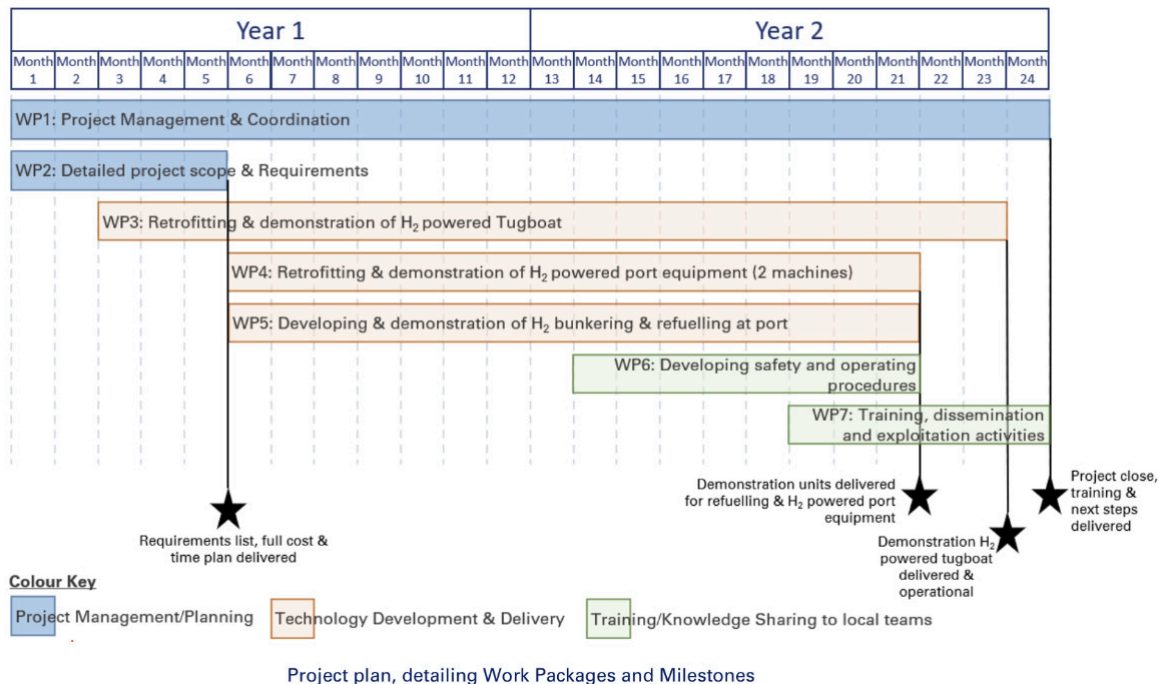 Year 1
Year 2
Month Month Month Month Month Month Month Month Month Month Month Month Month Month Month Month Month Month Month Month Month Month Month Month
1 2 3 4 5 6 7 8 9 10 11 12 13 14 15 16 17 18 19 20 21 22 23 24
WP1: Project Management & Coordination
WP2: Detailed project scope & Requirements
WP3: Retrofitting & demonstration of H₂ powered Tugboat
WP4: Retrofitting & demonstration of H₂ powered port equipment (2 machines)
WP5: Developing & demonstration of H₂ bunkering & refuelling at port
WP6: Developing safety and operating
procedures
WP7: Training, dissemination
and exploitation activities
Requirements list, full cost &
time plan delivered
Demonstration units delivered
for refuelling & H₂ powered port
equipment
Demonstration H₂
powered tugboat
delivered &
operational
Project close,
training &
next steps
delivered
Colour Key
Project Management/Planning
Technology Development & Delivery
Training/Knowledge Sharing to local teams
Project plan, detailing Work Packages and Milestones